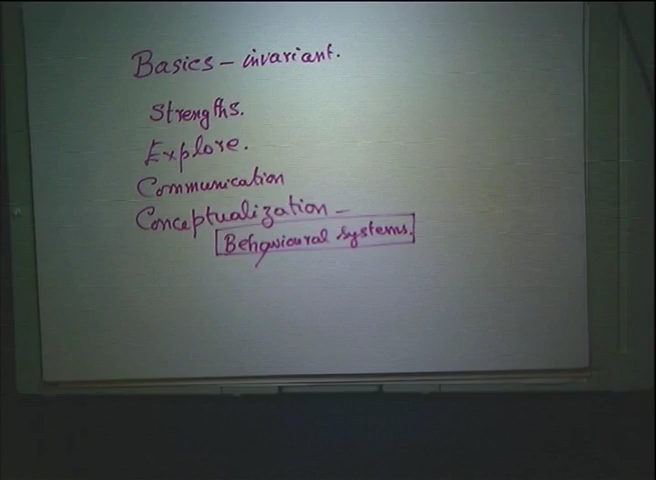 Basics - invariant.
Strengths.
Explore.
Communication
Conceptualization -
Behavioural systems.